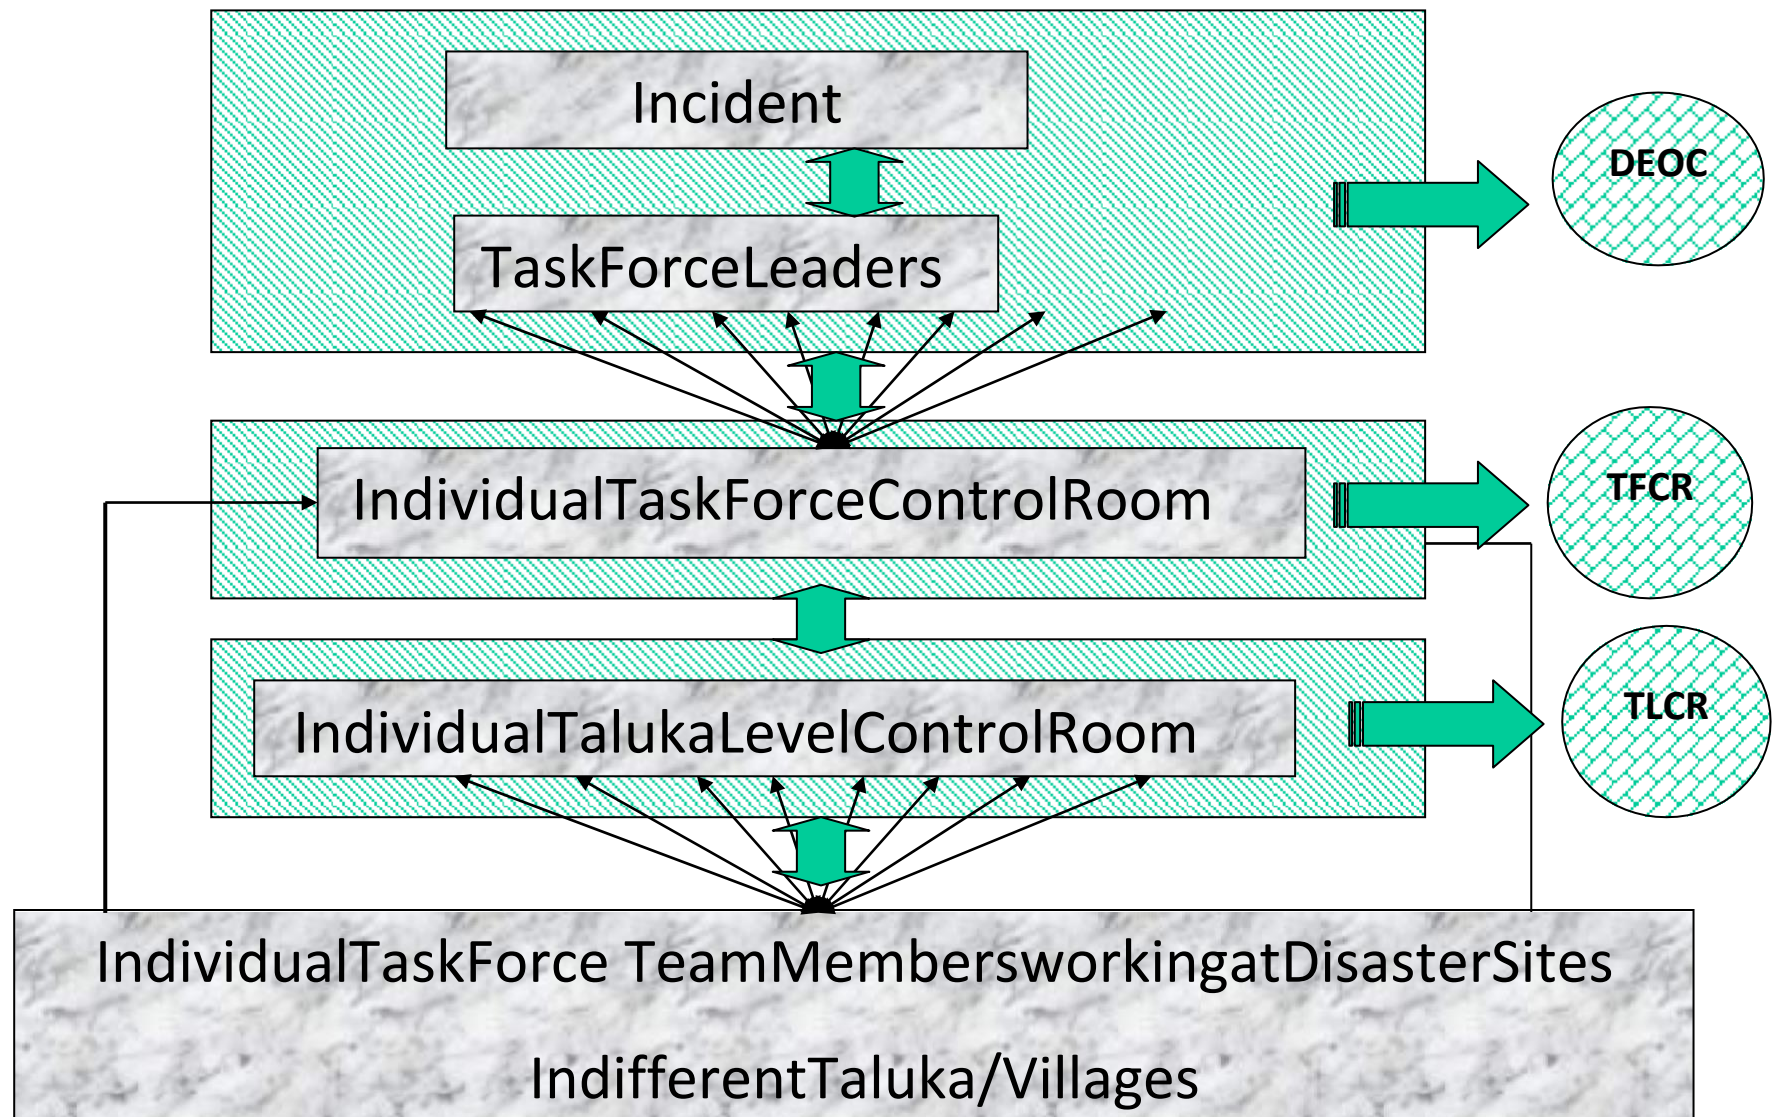 Incident
DEOC
TaskForceLeaders
IndividualTaskForceControlRoom
TFCR
IndividualTalukaLevelControlRoom
TLCR
IndividualTaskForce TeamMembersworkingatDisasterSites
IndifferentTaluka/Villages